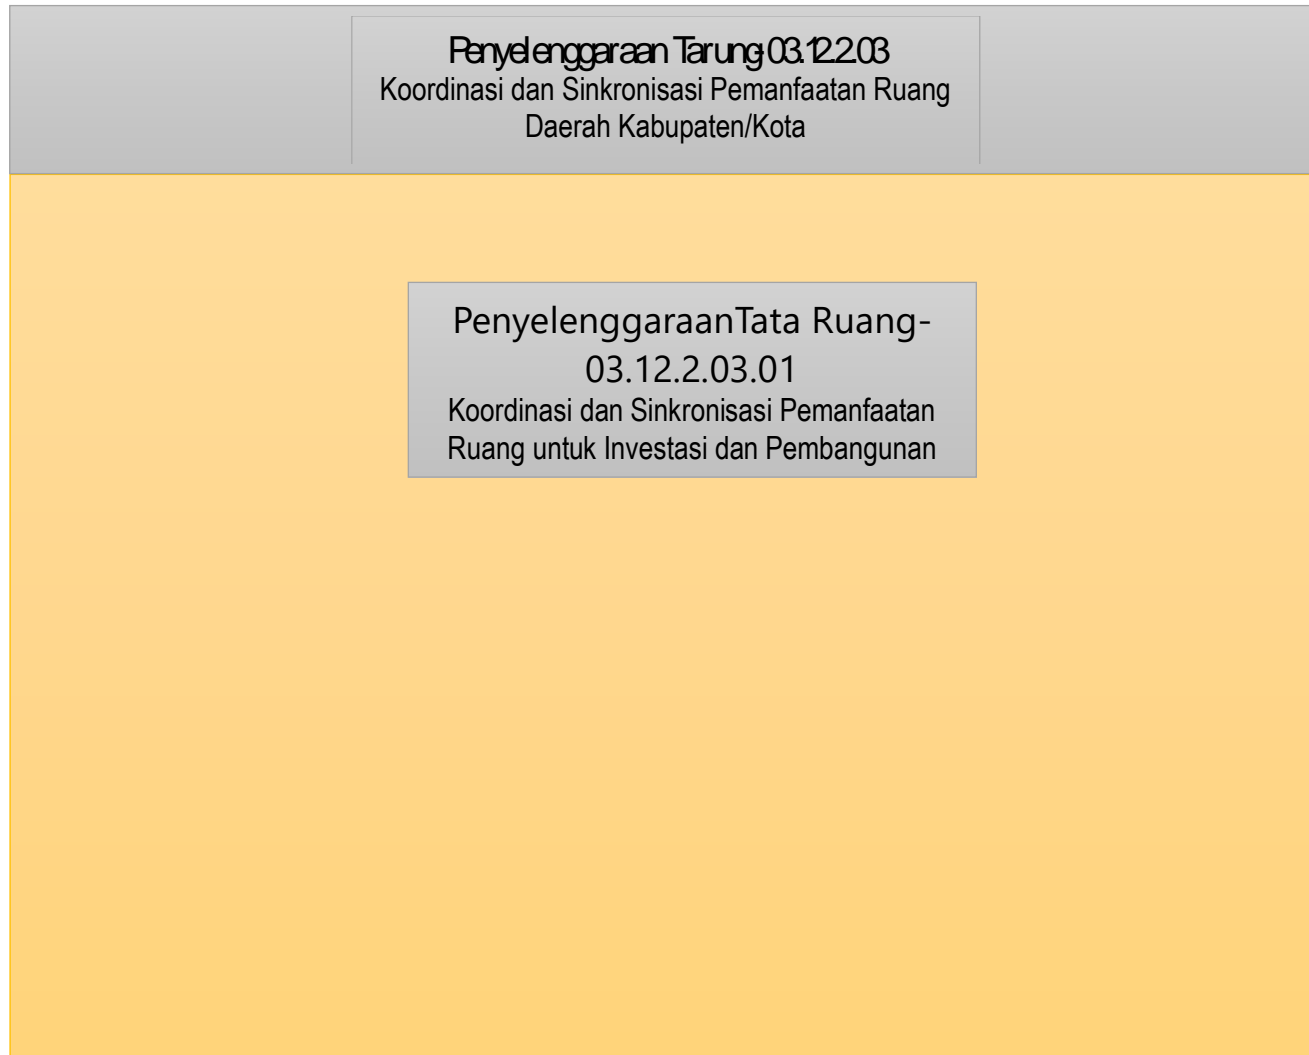 Penyelenggaraan Tarung-03.12.2.03
Koordinasi dan Sinkronisasi Pemanfaatan Ruang
Daerah Kabupaten/Kota
PenyelenggaraanTata Ruang-
03.12.2.03.01
Koordinasi dan Sinkronisasi Pemanfaatan
Ruang untuk Investasi dan Pembangunan